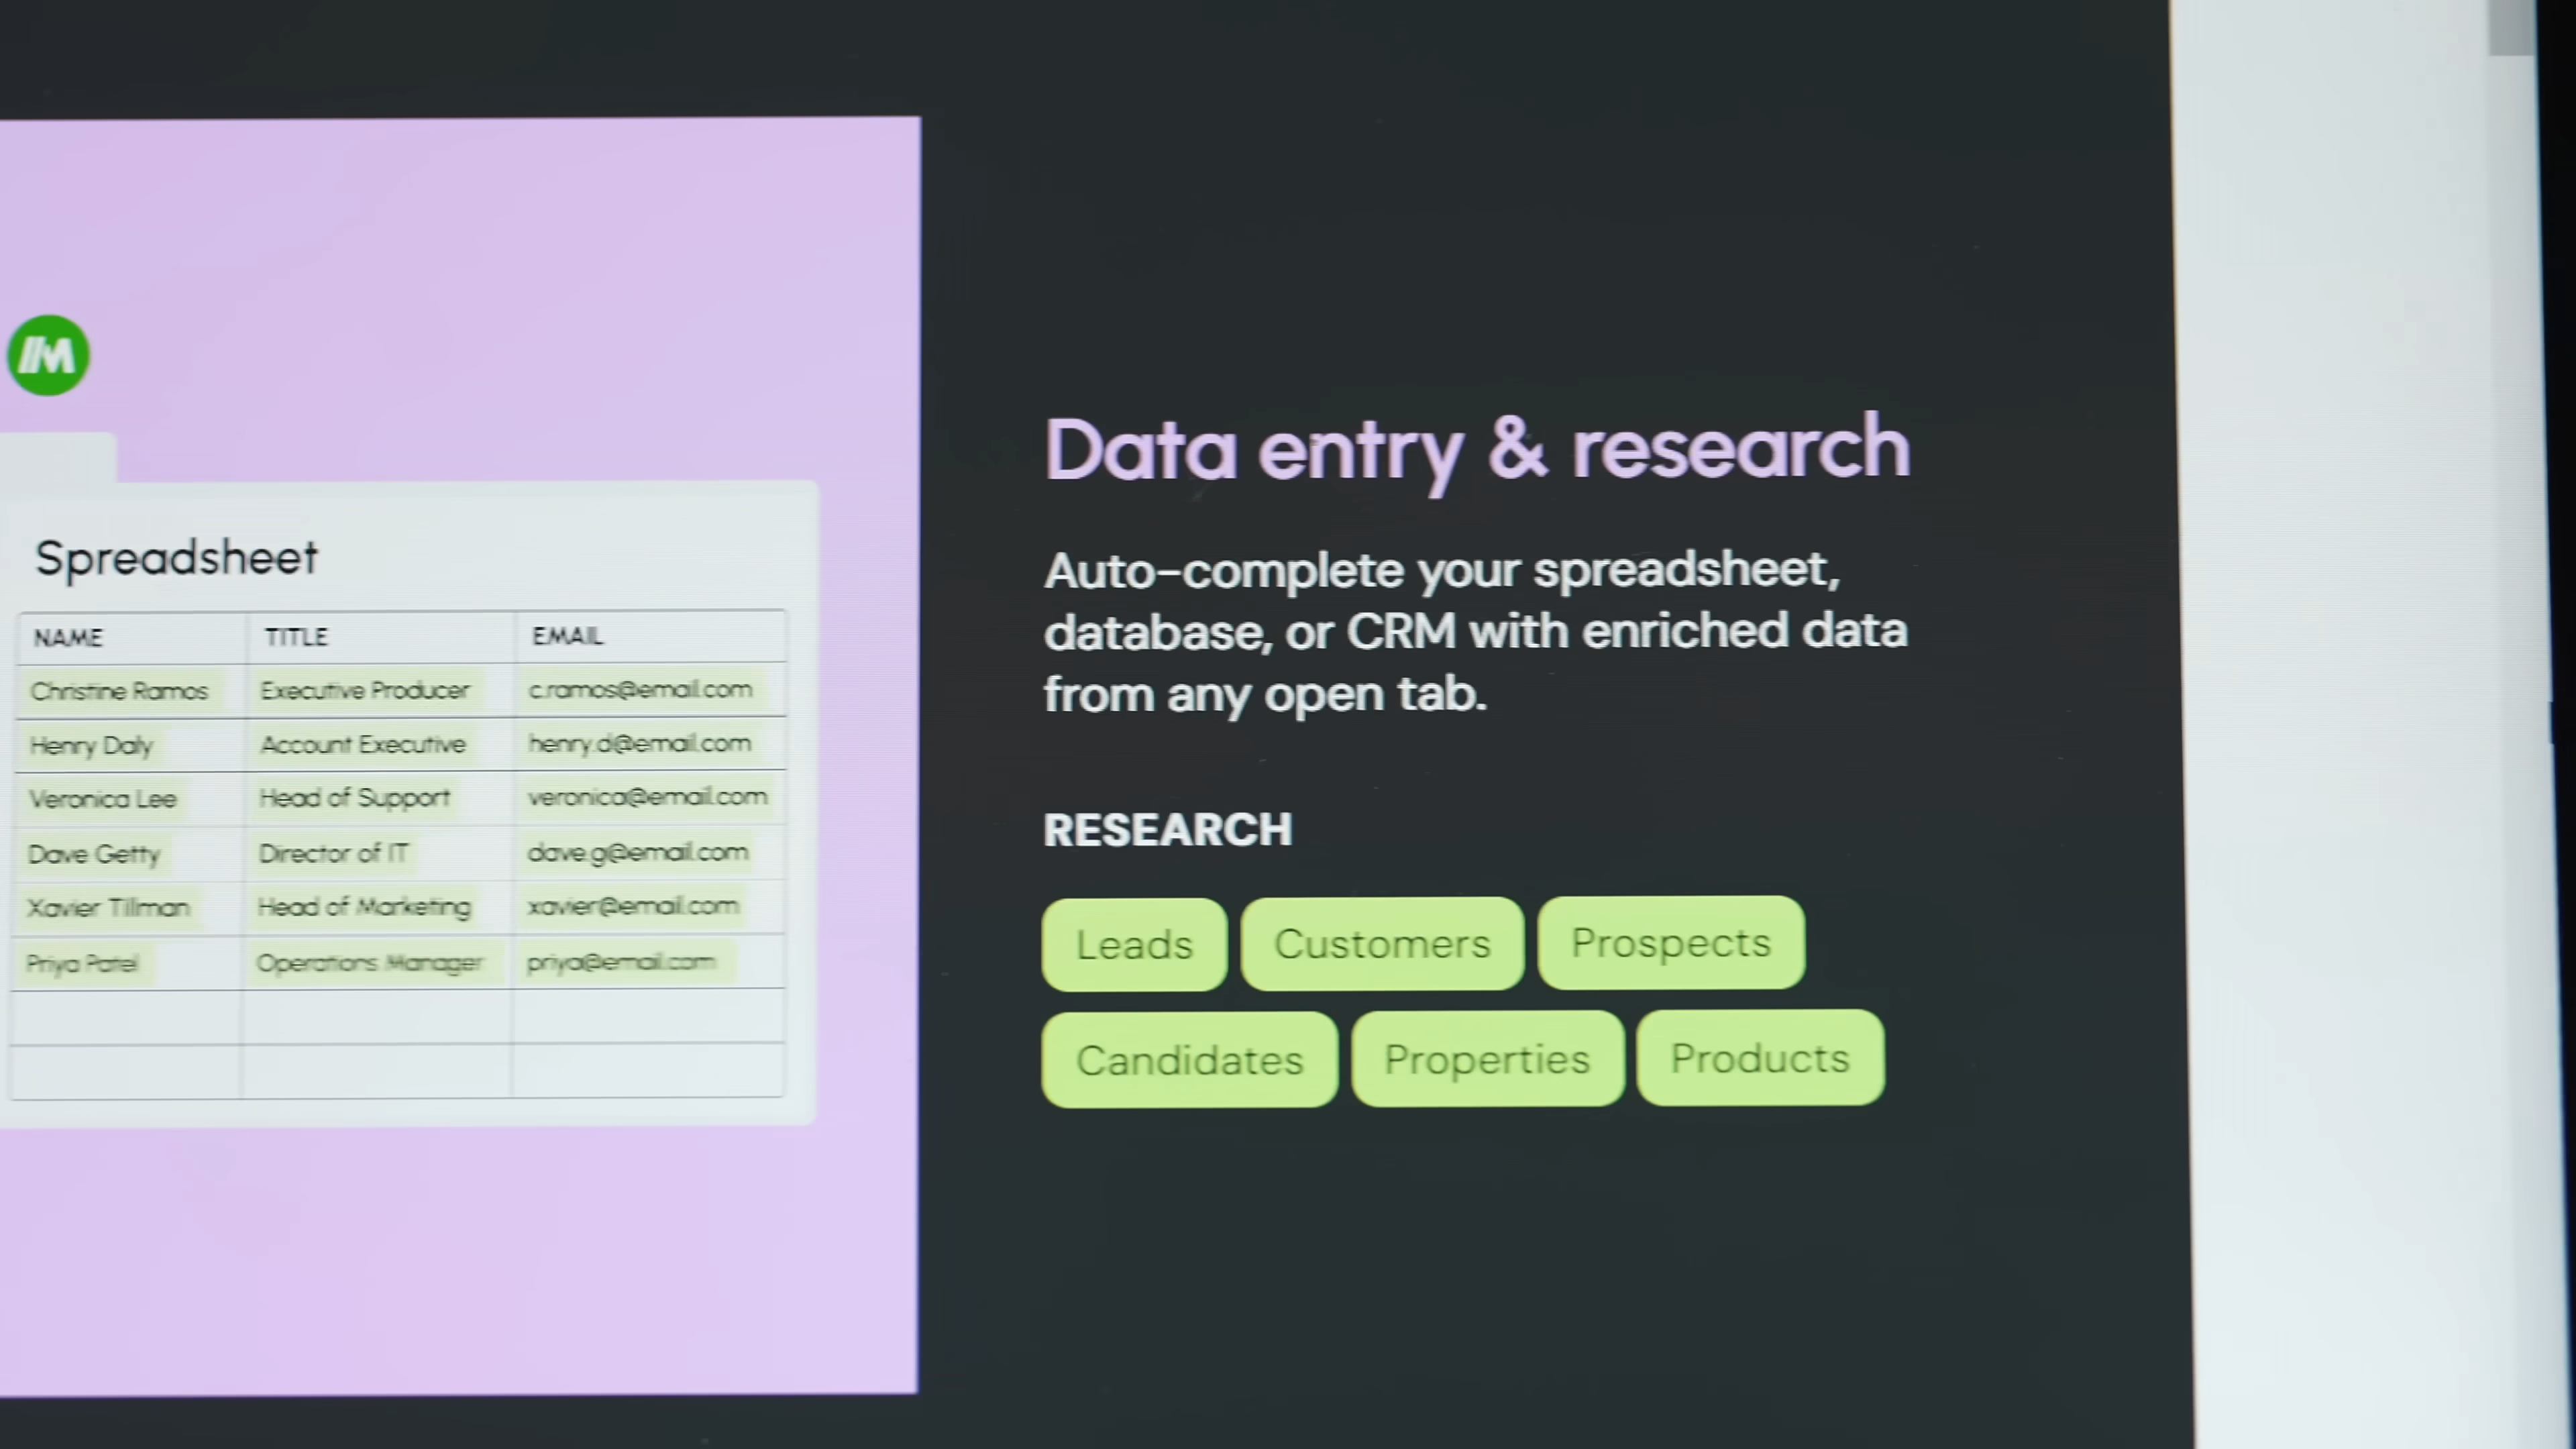 M
Spreadsheet
NAME TITLE EMAIL
Christine Ramos Executive Producer c.ramos@email.com
Henry Daly Account Executive henry.d@email.com
Veronica Lee Head of Support veronica@email.com
Dave Getty Director of IT dave.g@email.com
Xavier Tillman Head of Marketing xavier@email.com
Priya Patel Operations Manager priya@email.com
Data entry & research
Auto-complete your spreadsheet,
database, or CRM with enriched data
from any open tab.
RESEARCH
Leads Customers Prospects
Candidates Properties Products